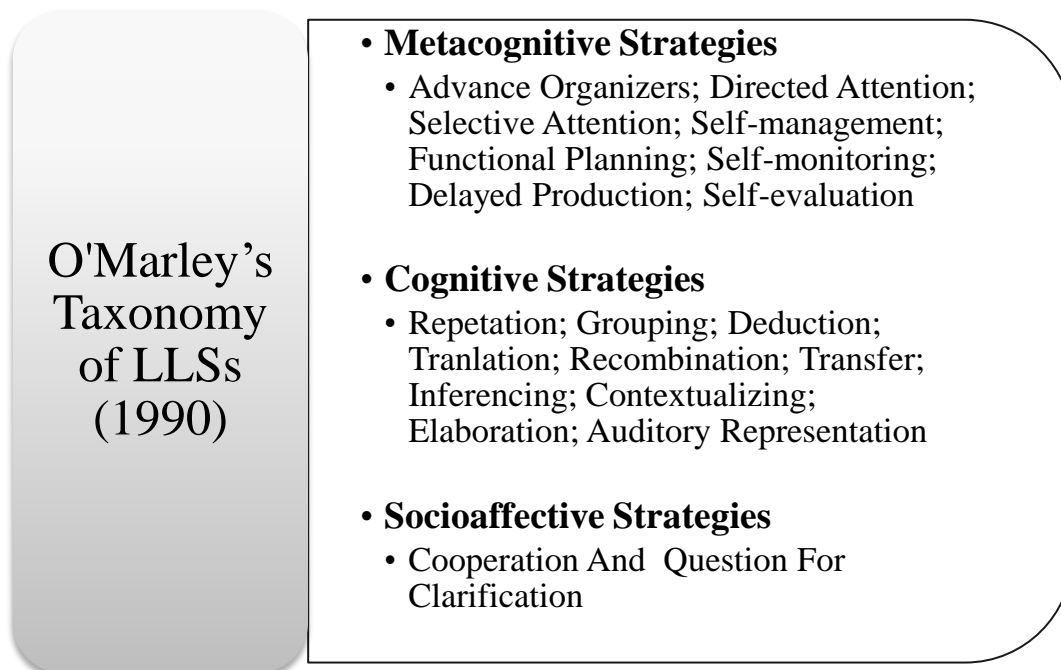 O'Marley’s
Taxonomy
of LLSs
(1990)
• Metacognitive Strategies
• Advance Organizers; Directed Attention;
Selective Attention; Self-management;
Functional Planning; Self-monitoring;
Delayed Production; Self-evaluation
• Cognitive Strategies
• Repetation; Grouping; Deduction;
Tranlation; Recombination; Transfer;
Inferencing; Contextualizing;
Elaboration; Auditory Representation
• Socioaffective Strategies
• Cooperation And  Question For
Clarification